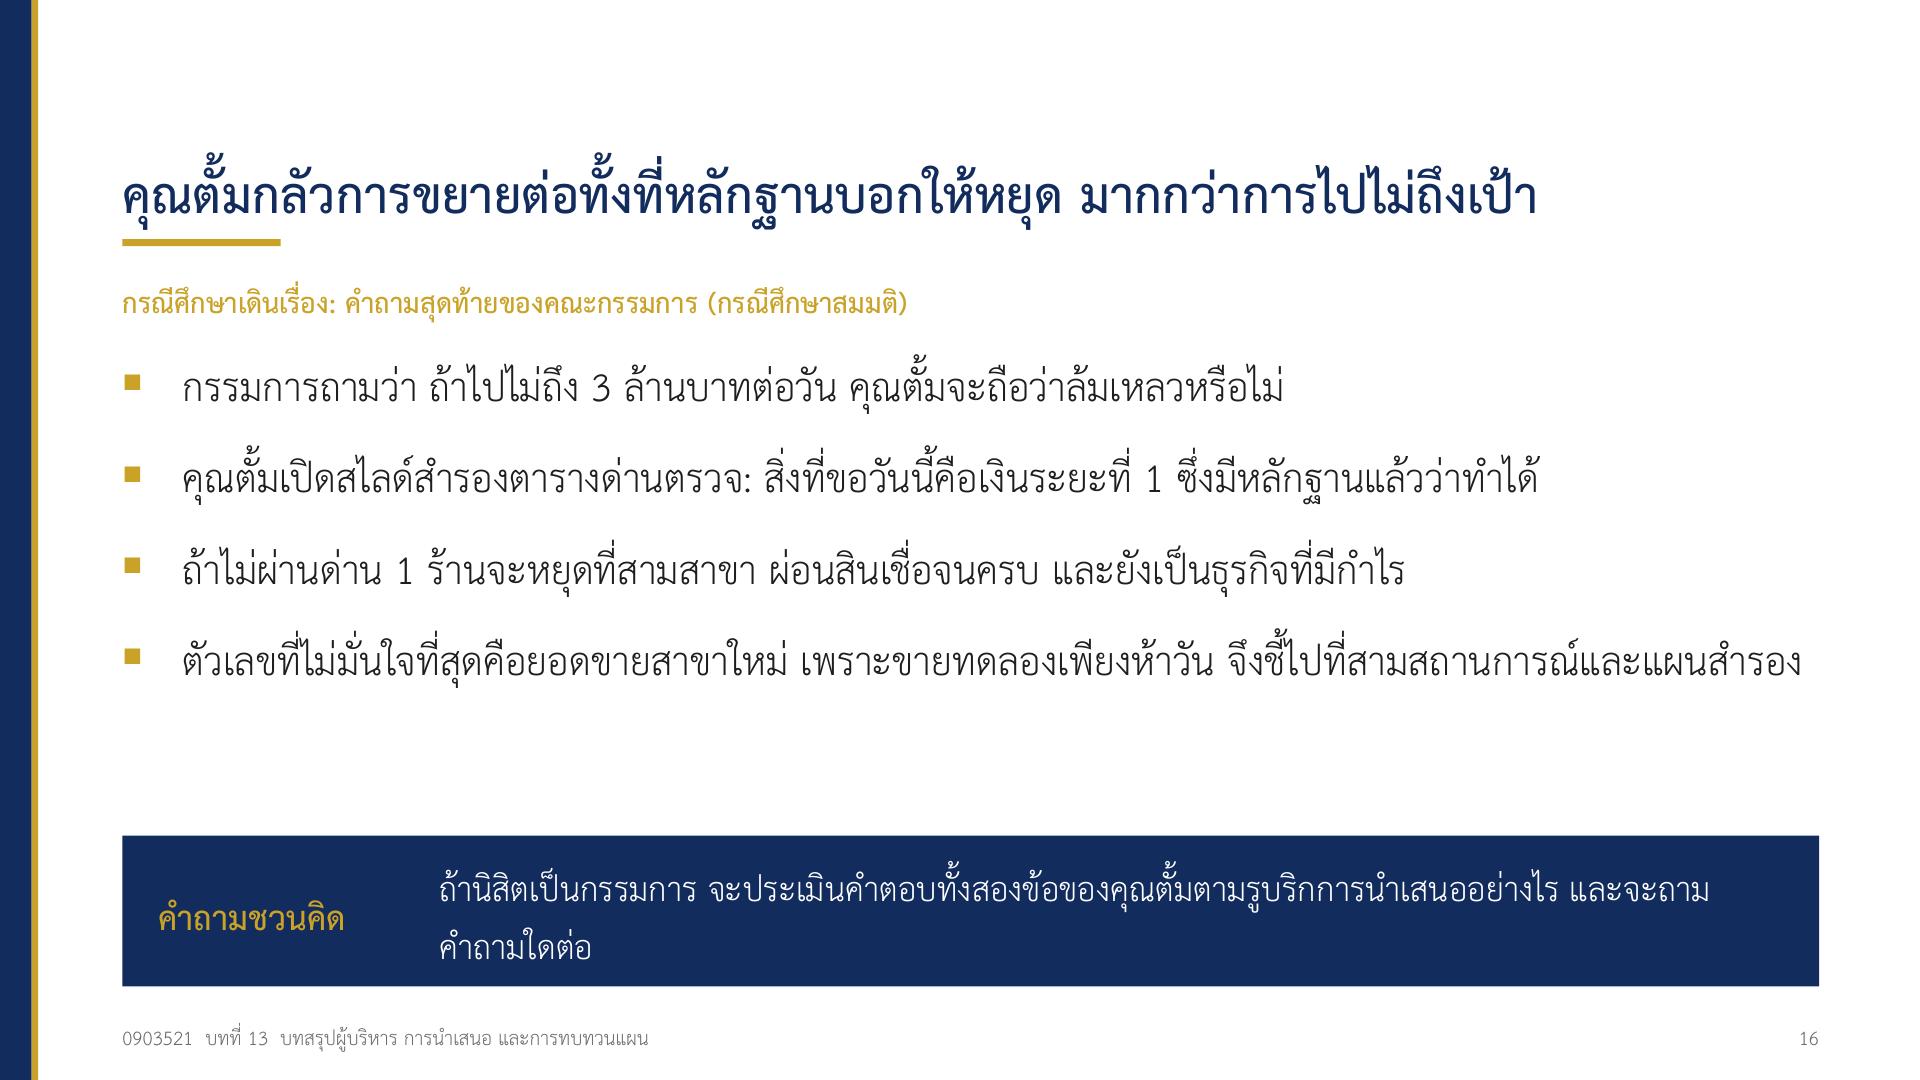 คุณตั้มกลัวการขยายต่อทั้งที่หลักฐานบอกให้หยุด มากกว่าการไปไม่ถึงเป้า
กรณีศึกษาเดินเรื่อง: คำถามสุดท้ายของคณะกรรมการ (กรณีศึกษาสมมติ)
■ กรรมการถามว่า ถ้าไปไม่ถึง 3 ล้านบาทต่อวัน คุณตั้มจะถือว่าล้มเหลวหรือไม่
■ คุณตั้มเปิดสไลด์สำรองตารางด่านตรวจ: สิ่งที่ขอวันนี้คือเงินระยะที่ 1 ซึ่งมีหลักฐานแล้วว่าทำได้
■ ถ้าไม่ผ่านด่าน 1 ร้านจะหยุดที่สามสาขา ผ่อนสินเชื่อจนครบ และยังเป็นธุรกิจที่มีกำไร
■ ตัวเลขที่ไม่มั่นใจที่สุดคือยอดขายสาขาใหม่ เพราะขายทดลองเพียงห้าวัน จึงชี้ไปที่สามสถานการณ์และแผนสำรอง
คำถามชวนคิด
ถ้านิสิตเป็นกรรมการ จะประเมินคำตอบทั้งสองข้อของคุณตั้มตามรูบริกการนำเสนออย่างไร และจะถาม
คำถามใดต่อ
0903521 บทที่ 13 บทสรุปผู้บริหาร การนำเสนอ และการทบทวนแผน
16